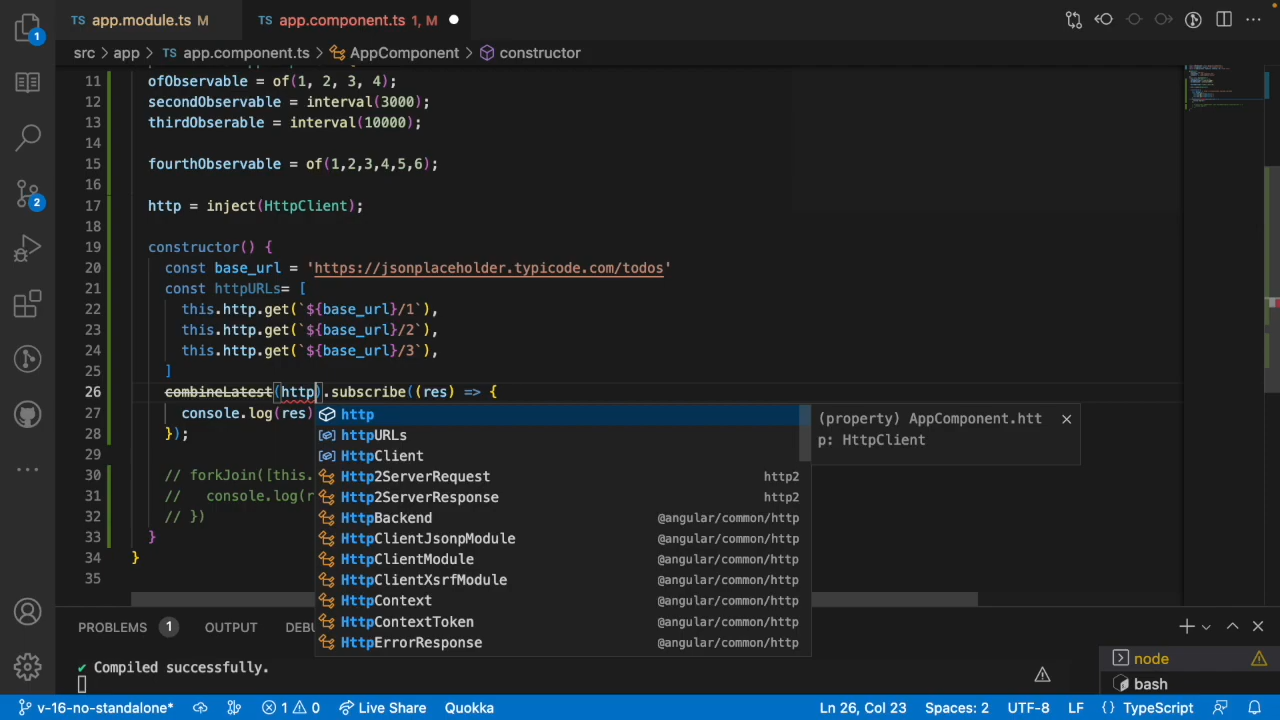 TS app.module.ts M
TS app.component.ts 1, M
src > app > TS app.component.ts > AppComponent > constructor
11 ofObservable = of(1, 2, 3, 4);
12 secondObservable = interval(3000);
13 thirdObserable = interval(10000);
14
15 fourthObservable = of(1,2,3,4,5,6);
16
17 http = inject(HttpClient);
18
19 constructor() {
20 const base_url = 'https://jsonplaceholder.typicode.com/todos'
21 const httpURLs= [
22 this.http.get(`${base_url}/1`),
23 this.http.get(`${base_url}/2`),
24 this.http.get(`${base_url}/3`),
25 ]
26 combineLatest(http).subscribe((res) => {
27 console.log(res)
28 });
29
30 // forkJoin([this.
31 // console.log(r
32 // })
33 }
34 }
35
http
httpURLs
HttpClient
Http2ServerRequest http2
Http2ServerResponse http2
HttpBackend @angular/common/http
HttpClientJsonpModule @angular/common/http
HttpClientModule @angular/common/http
HttpClientXsrfModule @angular/common/http
HttpContext @angular/common/http
HttpContextToken @angular/common/http
HttpErrorResponse @angular/common/http
(property) AppComponent.htt
p: HttpClient
1
2
PROBLEMS 1 OUTPUT DEBU
✔ Compiled successfully.
node
bash
v-16-no-standalone* 1 0 Live Share Quokka Ln 26, Col 23 Spaces: 2 UTF-8 LF {} TypeScript